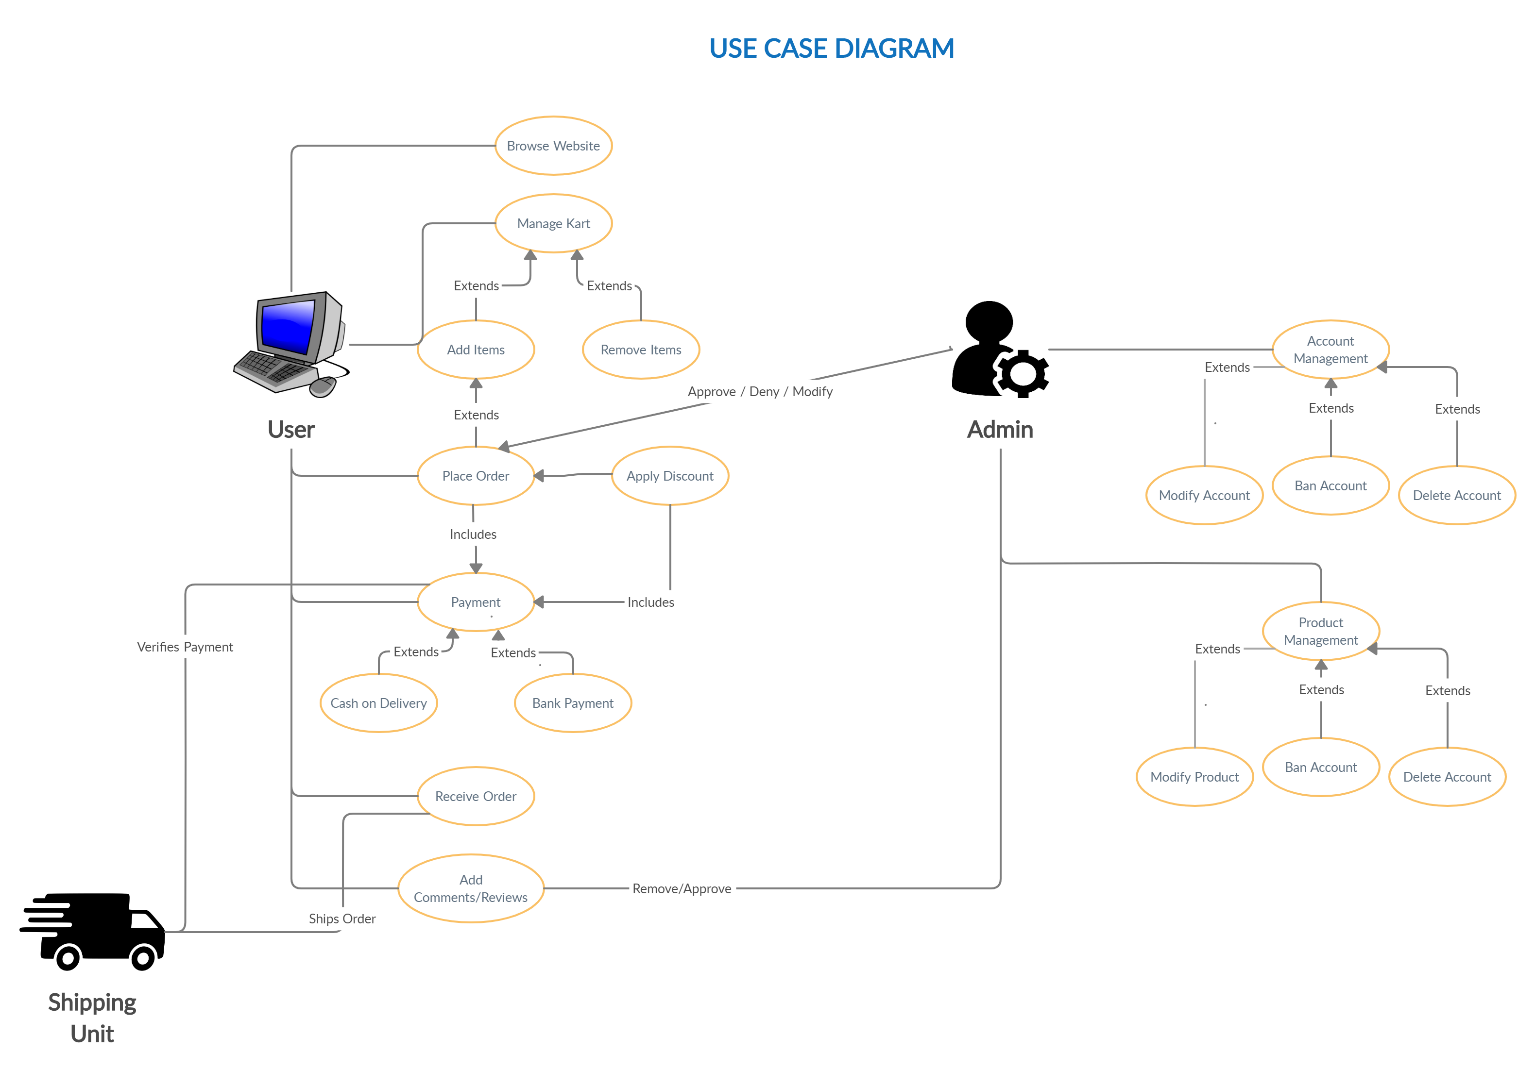 USE CASE DIAGRAM
Browse Website
Manage Kart
Extends
Extends
Add Items
Remove Items
Account
Management
Extends
Approve / Deny / Modify
Extends
Extends
Extends
User
Admin
Place Order
Apply Discount
Modify Account
Ban Account
Delete Account
Includes
Payment
Includes
Product
Management
Verifies Payment
Extends
Extends
Extends
Extends
Extends
Cash on Delivery
Bank Payment
Modify Product
Ban Account
Delete Account
Receive Order
Add
Comments/Reviews
Remove/Approve
Ships Order
Shipping
Unit